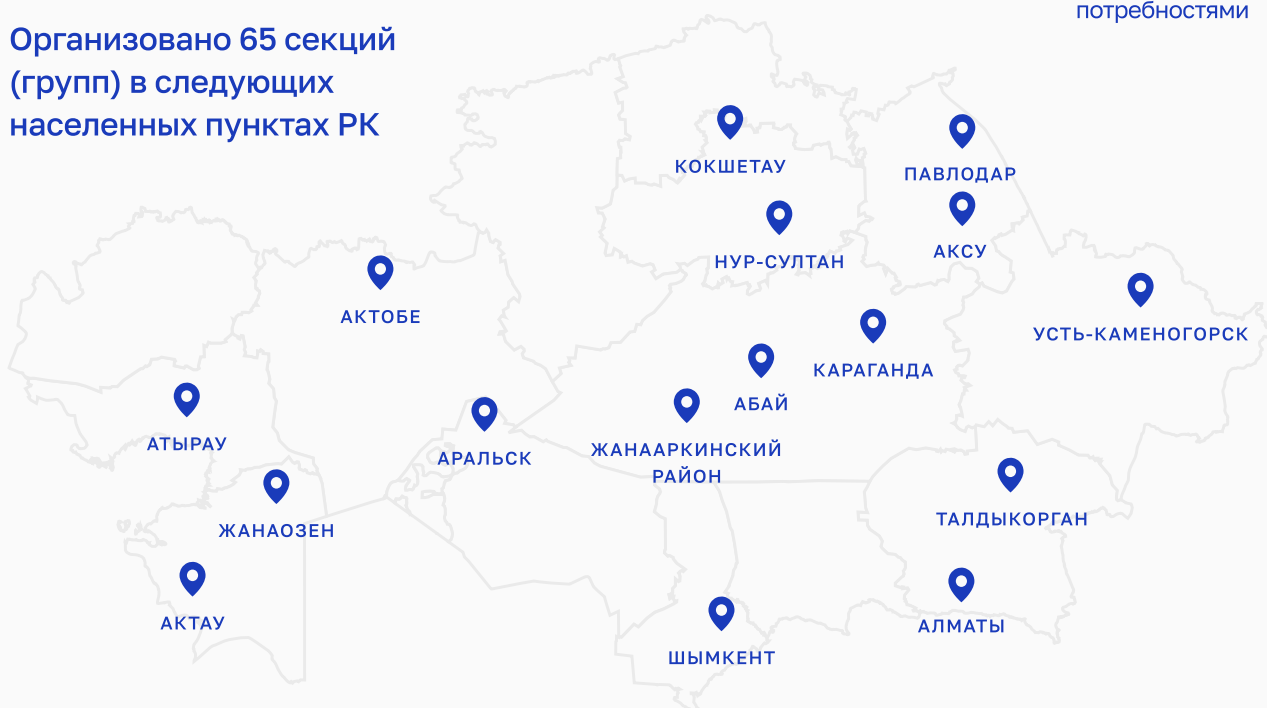 потребностями
Организовано 65 секций
(групп) в следующих
населенных пунктах РК
КОКШЕТАУ
ПАВЛОДАР
НУР-СУЛТАН
АКСУ
АКТОБЕ
УСТЬ-КАМЕНОГОРСК
КАРАГАНДА
АБАЙ
АТЫРАУ
АРАЛЬСК
ЖАНААРКИНСКИЙ
РАЙОН
ЖАНАОЗЕН
ТАЛДЫКОРГАН
АКТАУ
АЛМАТЫ
ШЫМКЕНТ